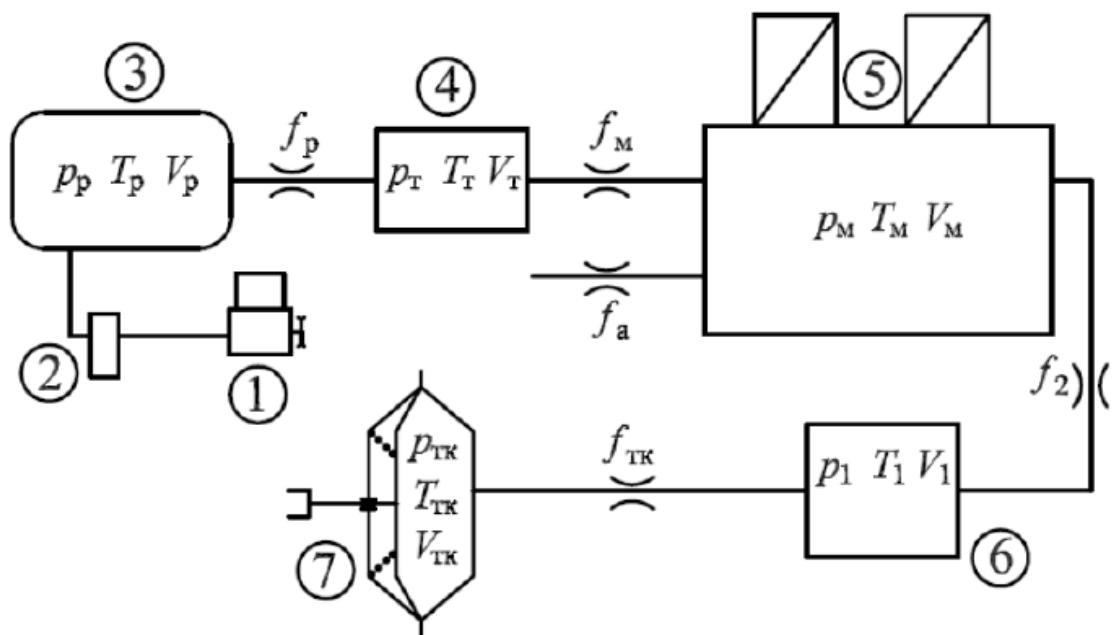 3
4
5
f_р
f_м
p_р T_р V_р
p_т T_т V_т
p_м T_м V_м
f_а
2
1
f_2
p_тк
T_тк
V_тк
f_тк
p_1 T_1 V_1
7
6